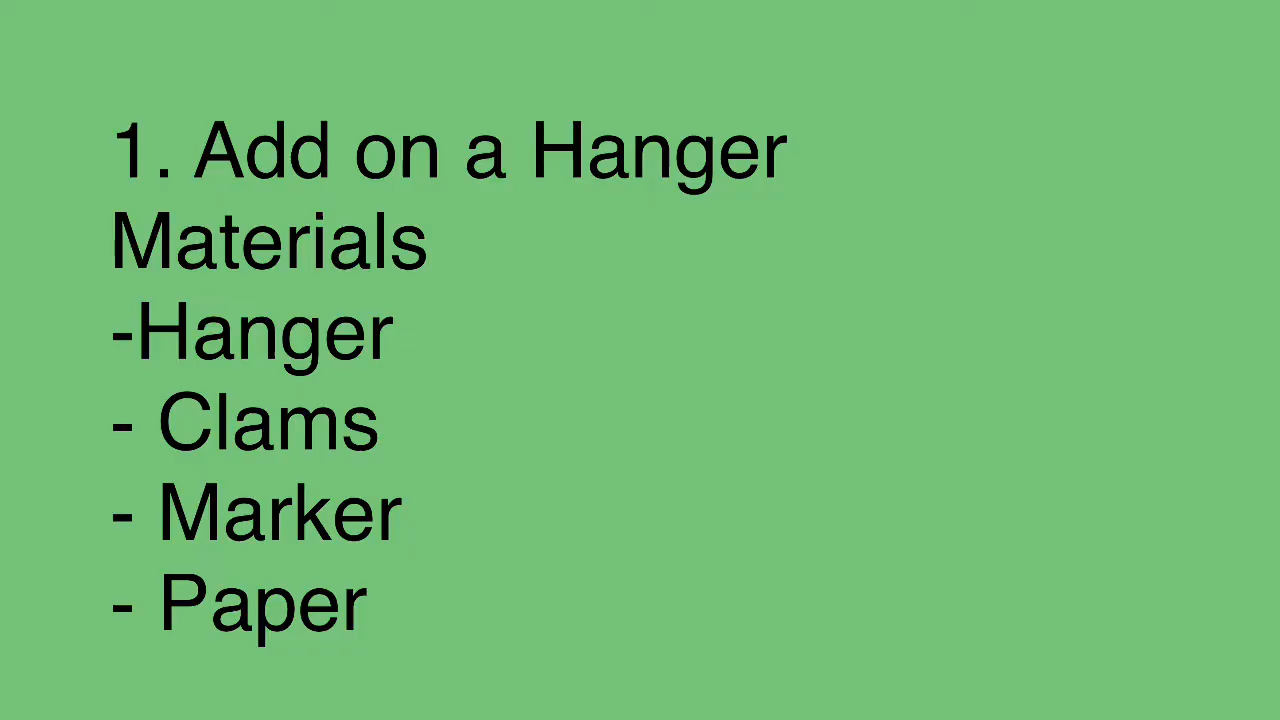 1. Add on a Hanger
Materials
-Hanger
- Clams
- Marker
- Paper